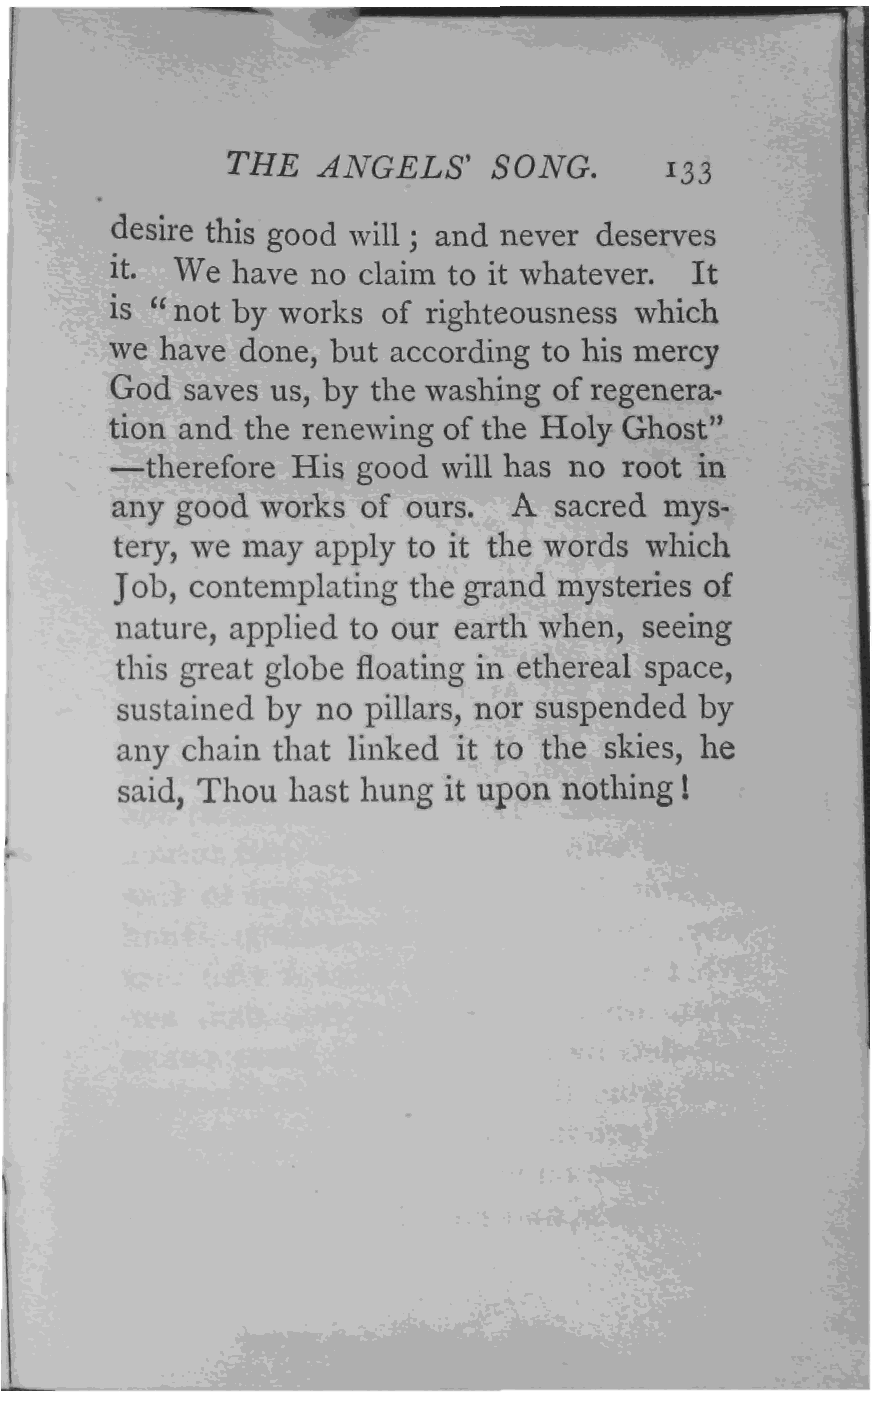 THE ANGELS' SONG. 133
desire this good will; and never deserves
it. We have no claim to it whatever. It
is "not by works of righteousness which
we have done, but according to his mercy
God saves us, by the washing of regenera-
tion and the renewing of the Holy Ghost"
—therefore His good will has no root in
any good works of ours. A sacred mys-
tery, we may apply to it the words which
Job, contemplating the grand mysteries of
nature, applied to our earth when, seeing
this great globe floating in ethereal space,
sustained by no pillars, nor suspended by
any chain that linked it to the skies, he
said, Thou hast hung it upon nothing!